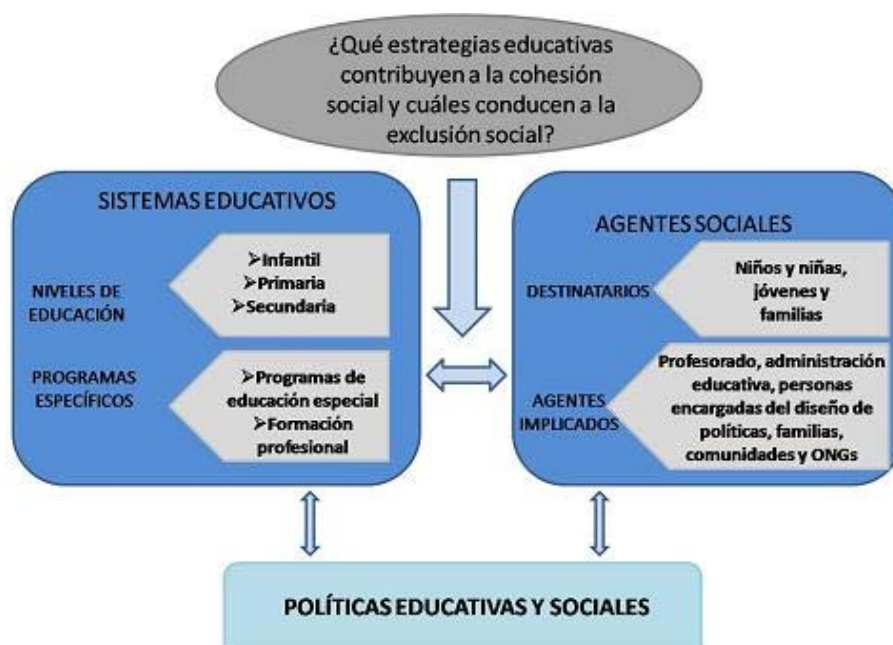 ¿Qué estrategias educativas
contribuyen a la cohesión
social y cuáles conducen a la
exclusión social?
SISTEMAS EDUCATIVOS
NIVELES DE
EDUCACIÓN
➢Infantil
➢Primaria
➢Secundaria
PROGRAMAS
ESPECÍFICOS
➢Programas de
educación especial
➢Formación
profesional
AGENTES SOCIALES
DESTINATARIOS
Niños y niñas,
jóvenes y
familias
AGENTES
IMPLICADOS
Profesorado, administración
educativa, personas
encargadas del diseño de
políticas, familias,
comunidades y ONGs
POLÍTICAS EDUCATIVAS Y SOCIALES